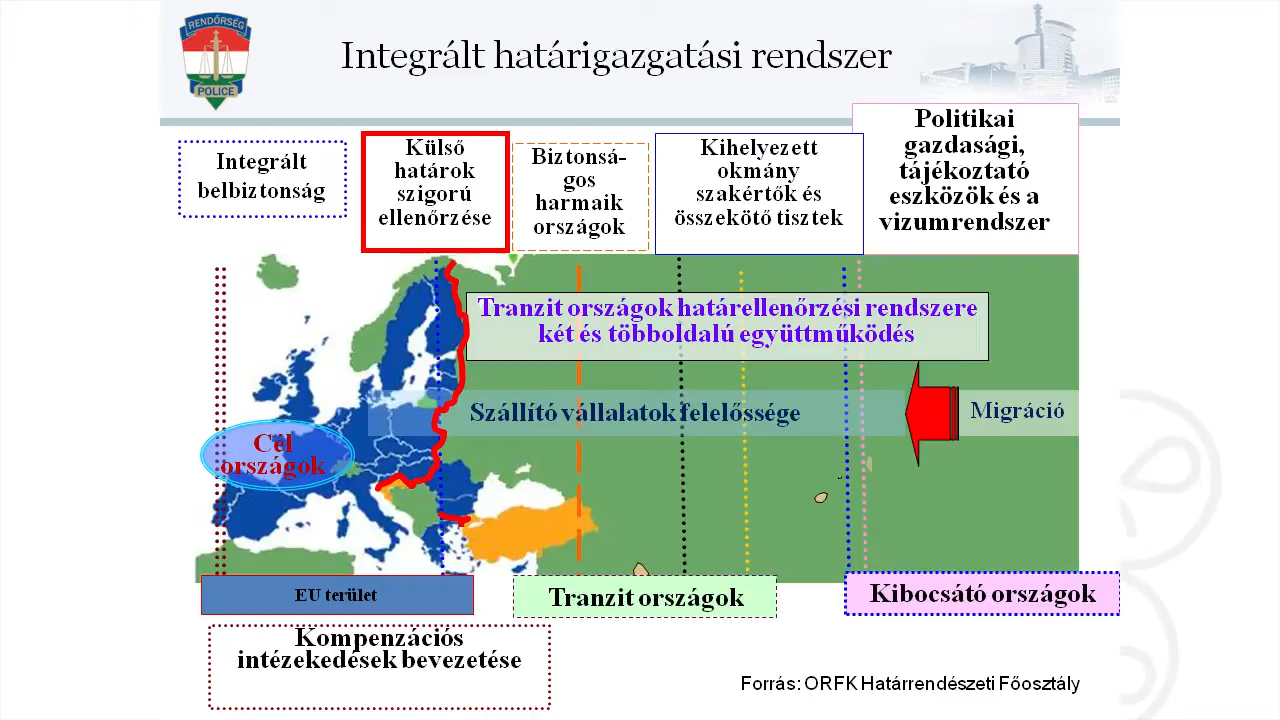 RENDŐRSÉG
POLICE
Integrált határigazgatási rendszer
Integrált
belbiztonság
Külső
határok
szigorú
ellenőrzése
Biztonsá-
gos
harmaik
országok
Kihelyezett
okmány
szakértők és
összekötő tisztek
Politikai
gazdasági,
tájékoztató
eszközök és a
vizumrendszer
Tranzit országok határellenőrzési rendszere
két és többoldalú együttműködés
Szállító vállalatok felelőssége
Migráció
Cél
országok
EU terület
Tranzit országok
Kibocsátó országok
Kompenzációs
intézekedések bevezetése
Forrás: ORFK Határrendészeti Főosztály